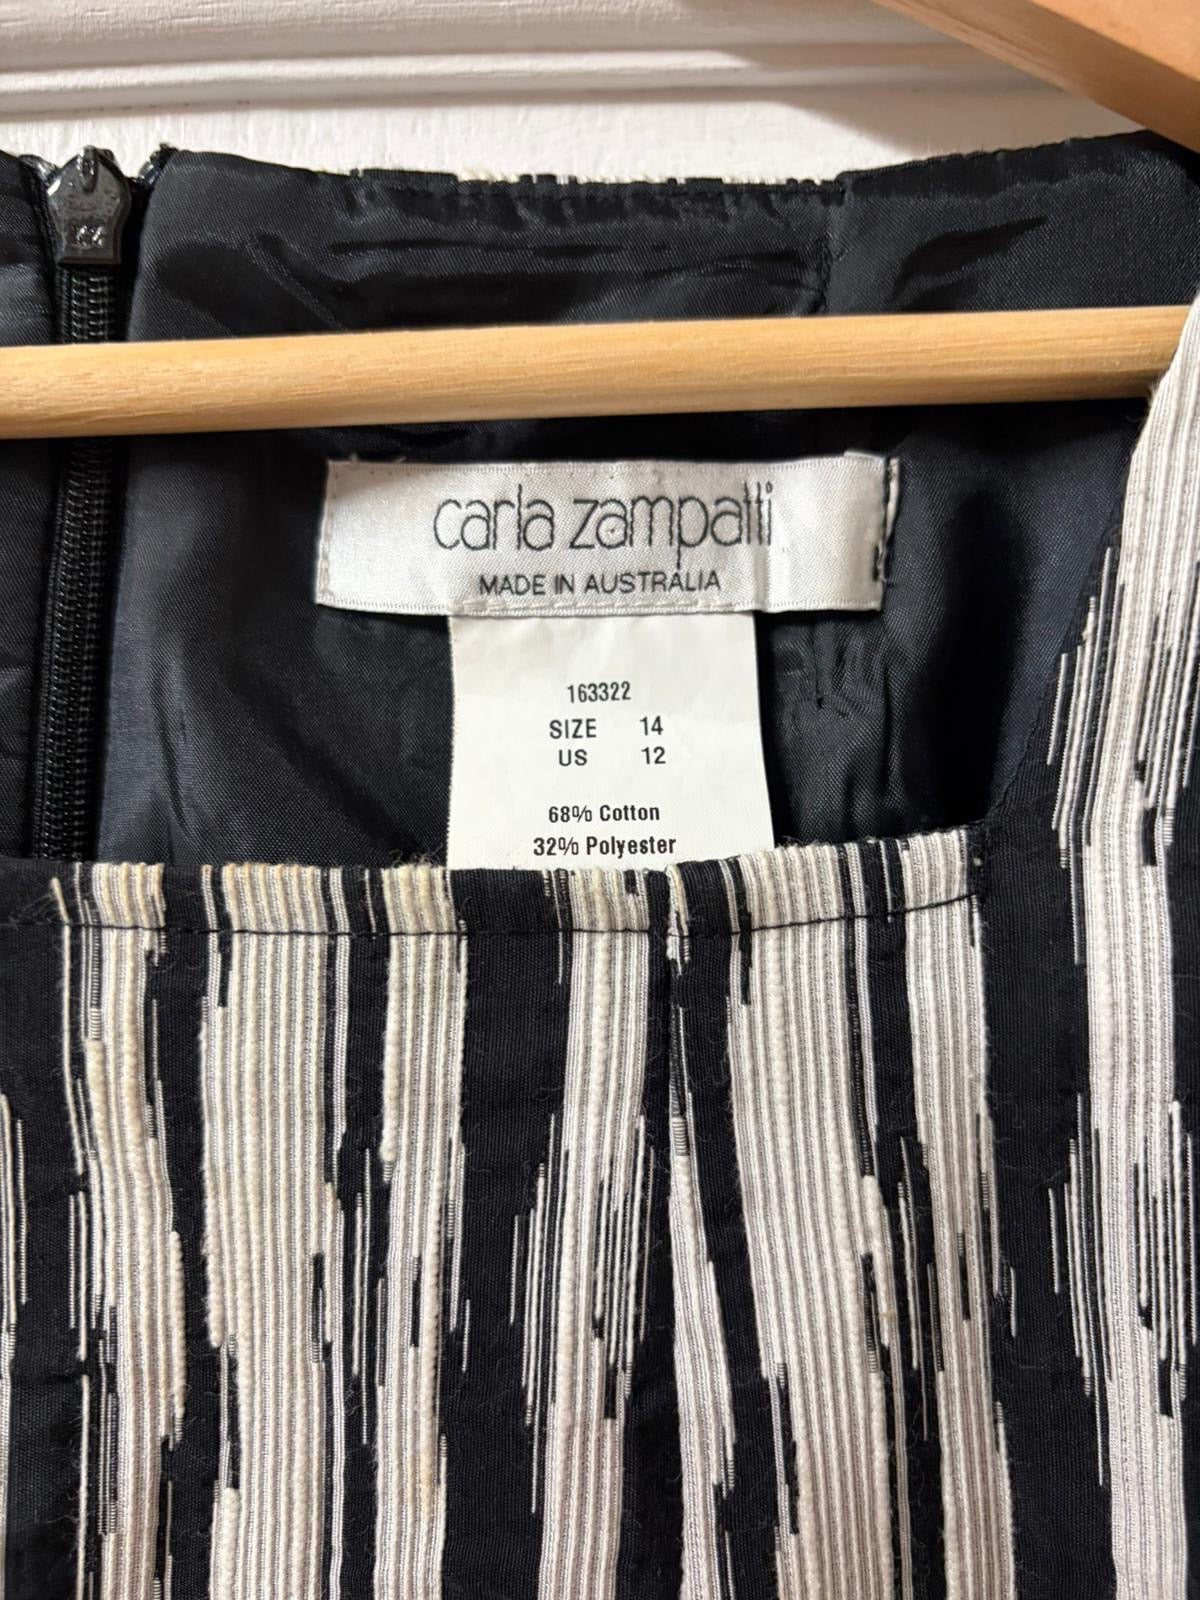 carla zampatti
MADE IN AUSTRALIA
163322
SIZE 14
US 12
68% Cotton
32% Polyester